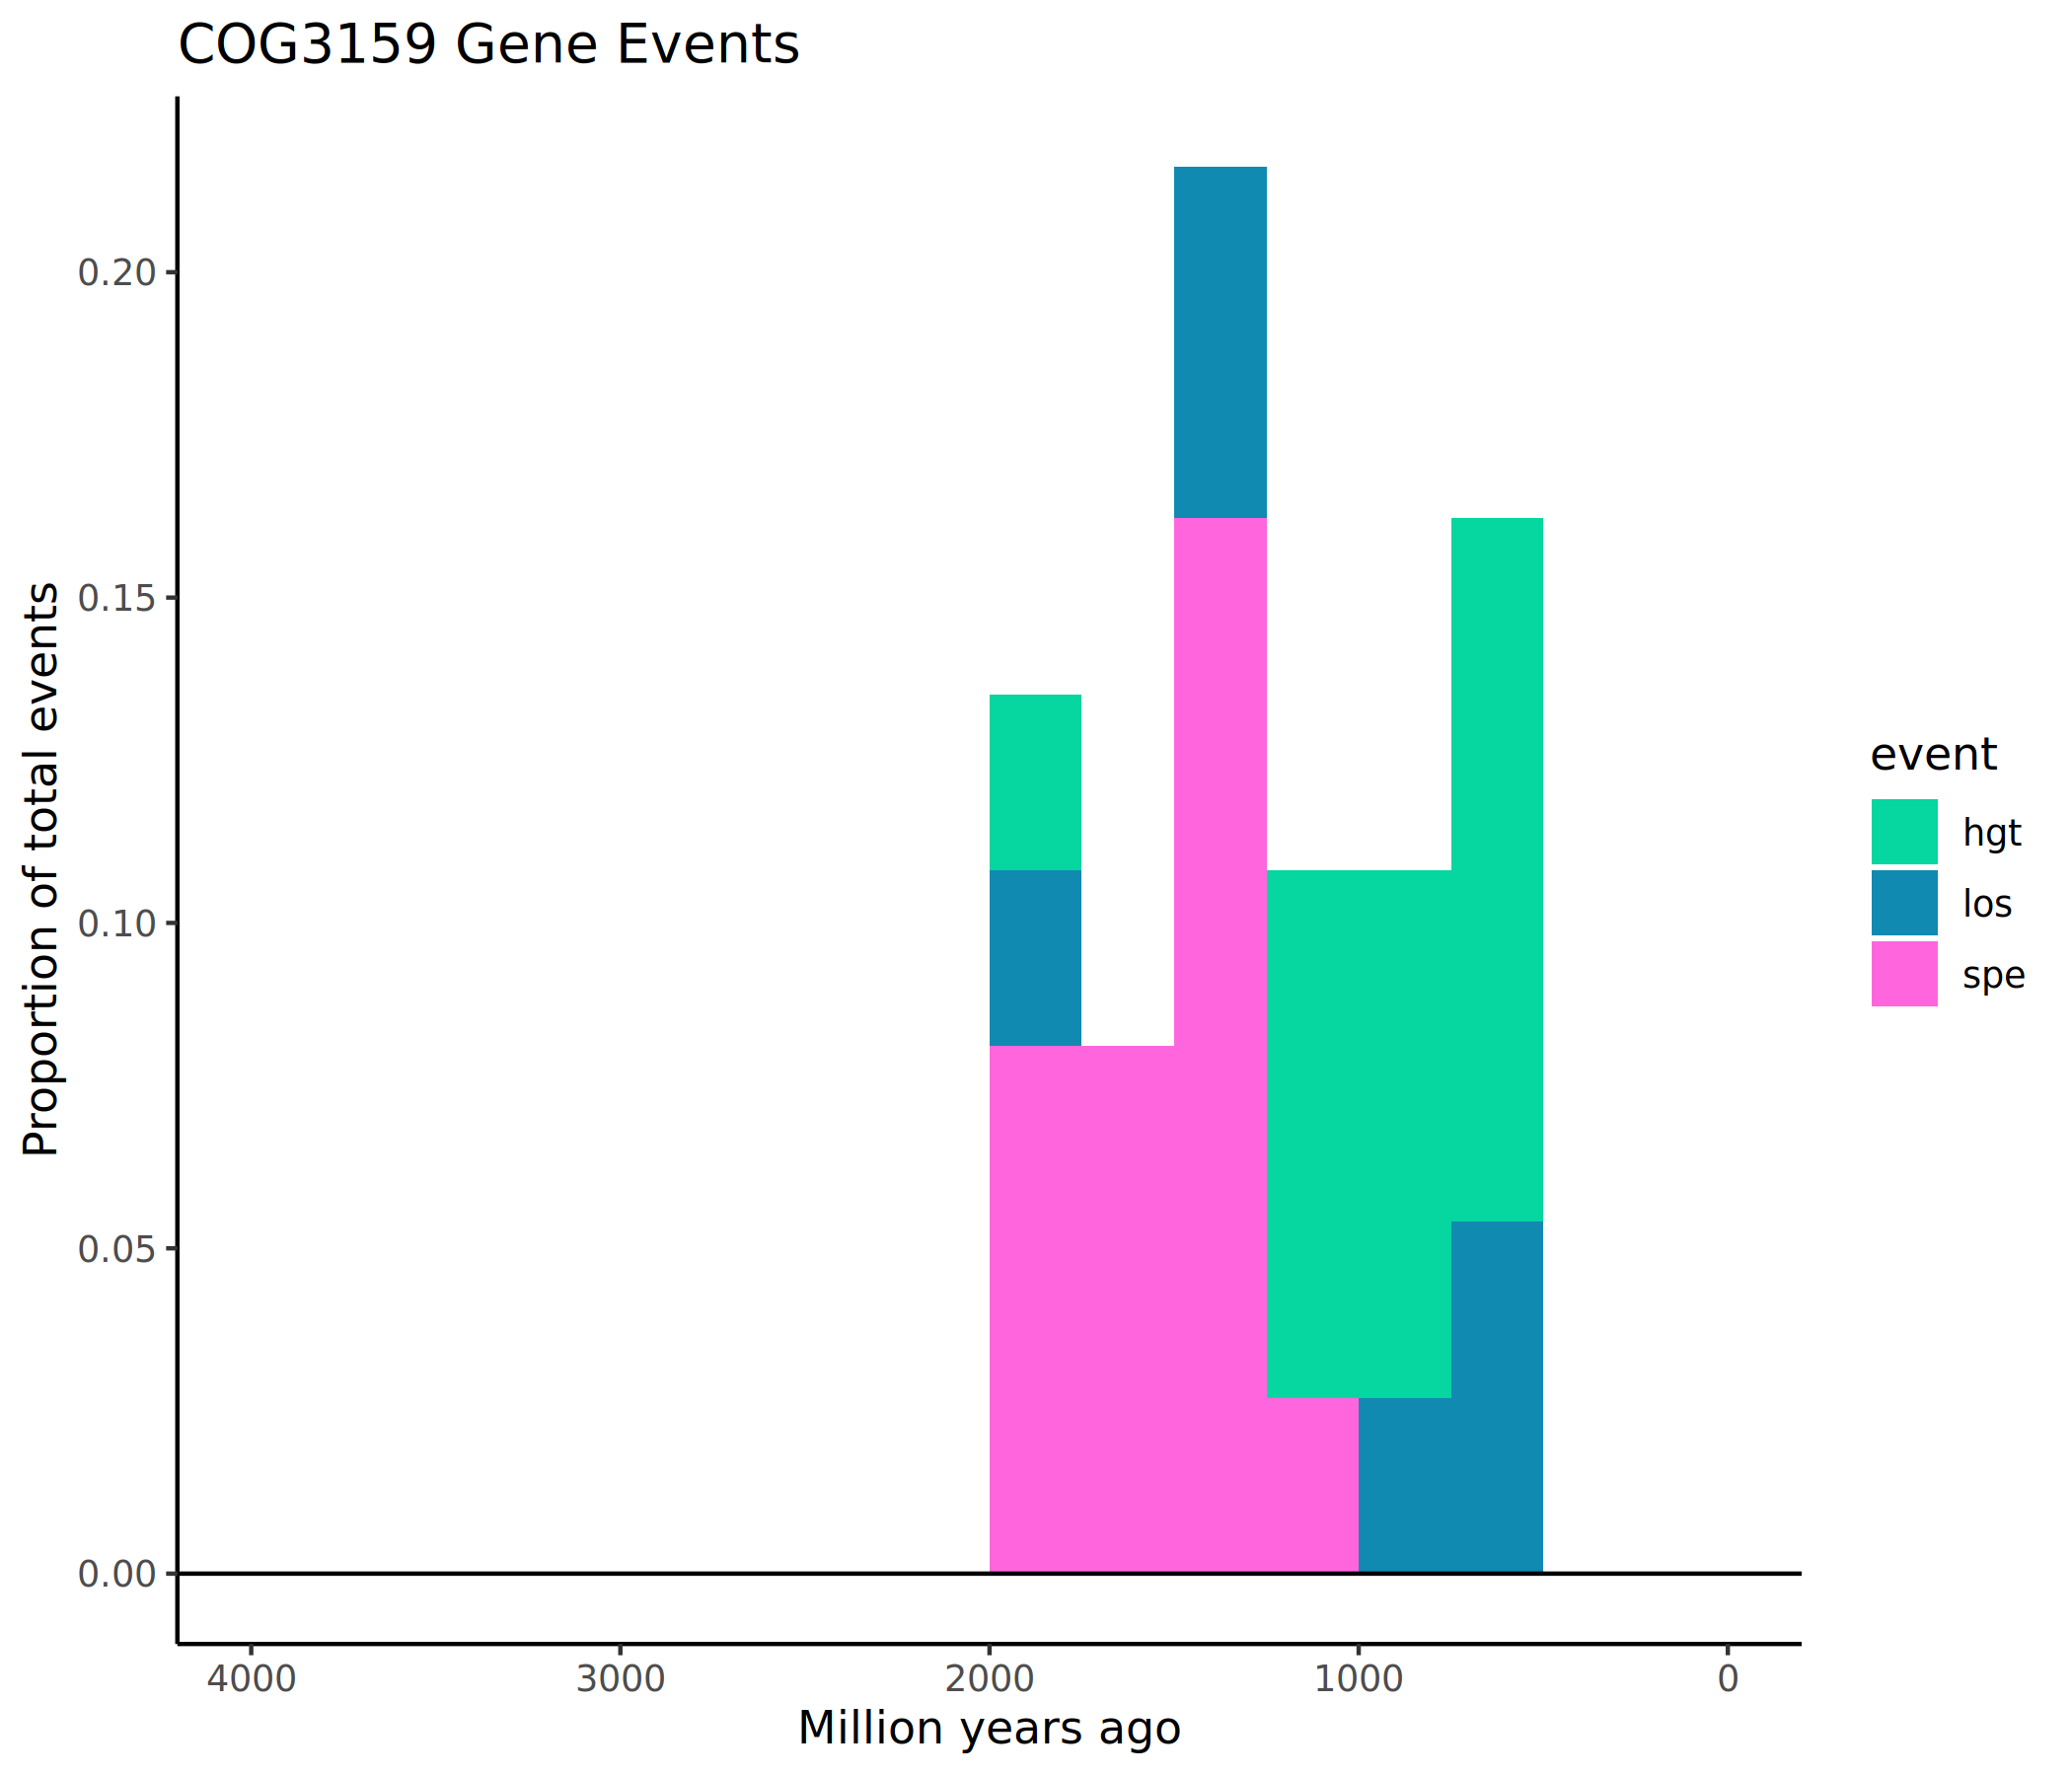 COG3159 Gene Events
Proportion of total events
0.20
0.15
0.10
0.05
0.00
4000 3000 2000 1000 0
Million years ago
event
hgt
los
spe